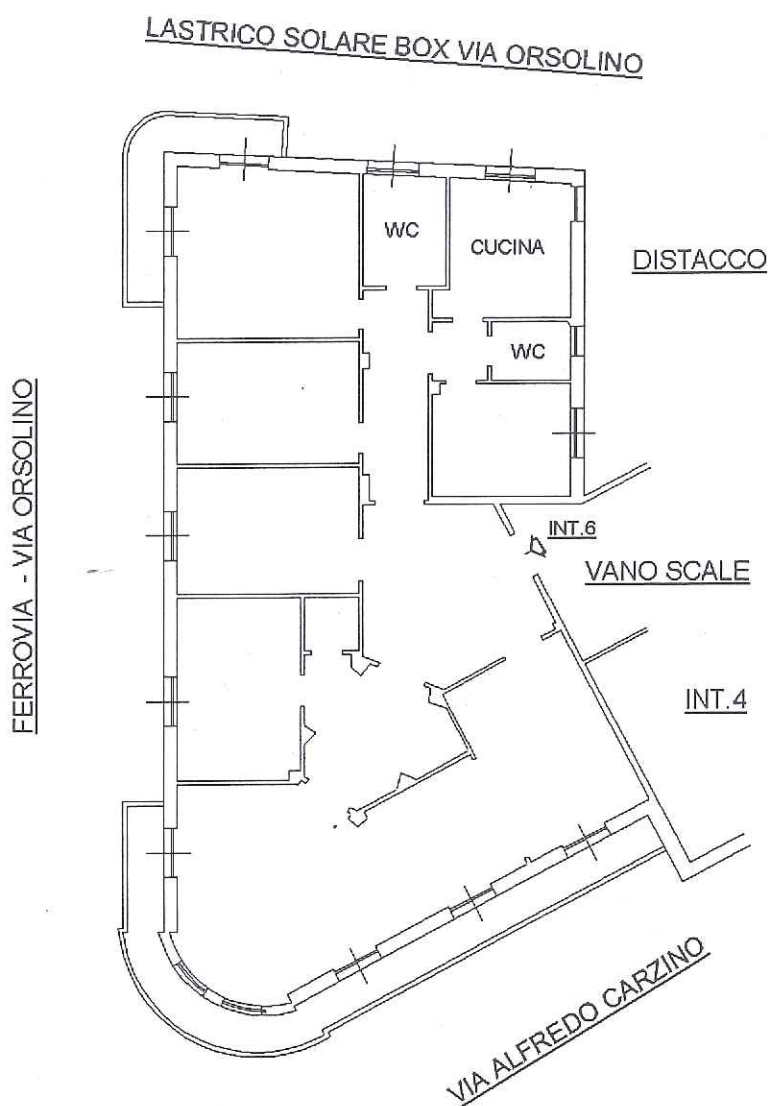 LASTRICO SOLARE BOX VIA ORSOLINO
WC
CUCINA
DISTACCO
WC
FERROVIA - VIA ORSOLINO
INT.6
VANO SCALE
INT.4
VIA ALFREDO CARZINO